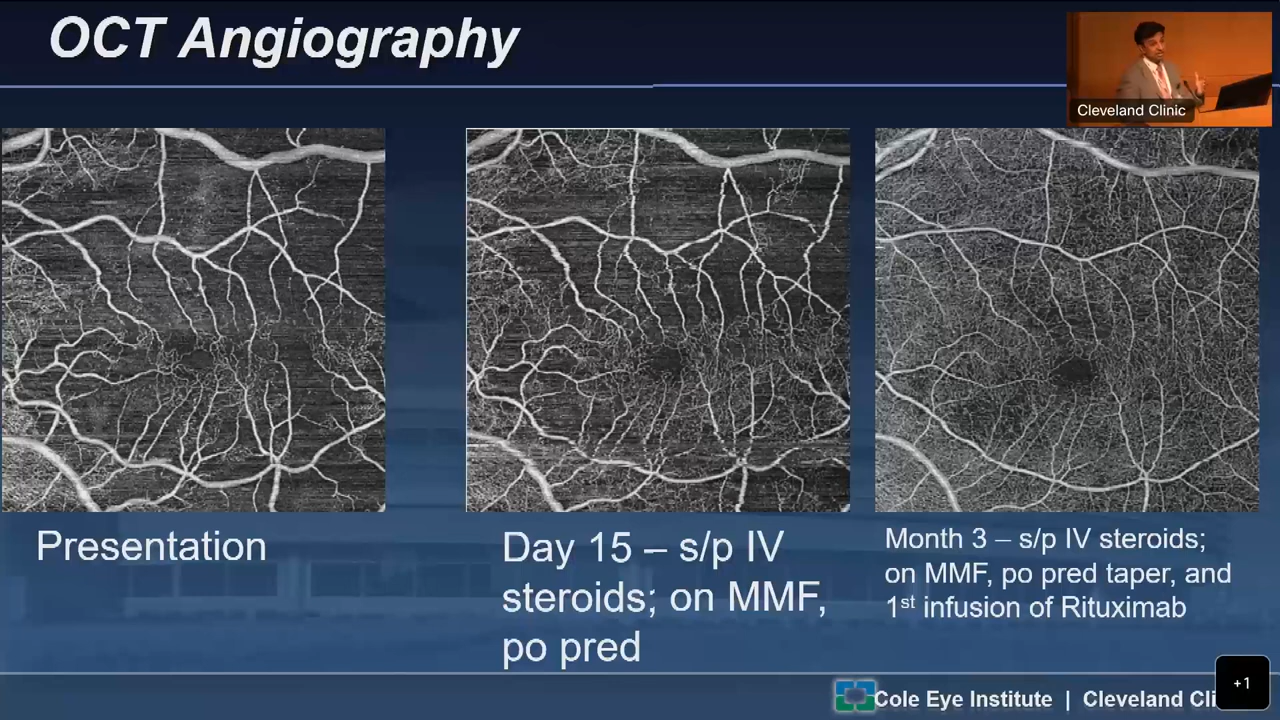 OCT Angiography
Cleveland Clinic
Presentation
Day 15 – s/p IV
steroids; on MMF,
po pred
Month 3 – s/p IV steroids;
on MMF, po pred taper, and
1st infusion of Rituximab
Cole Eye Institute | Cleveland Cli
+1